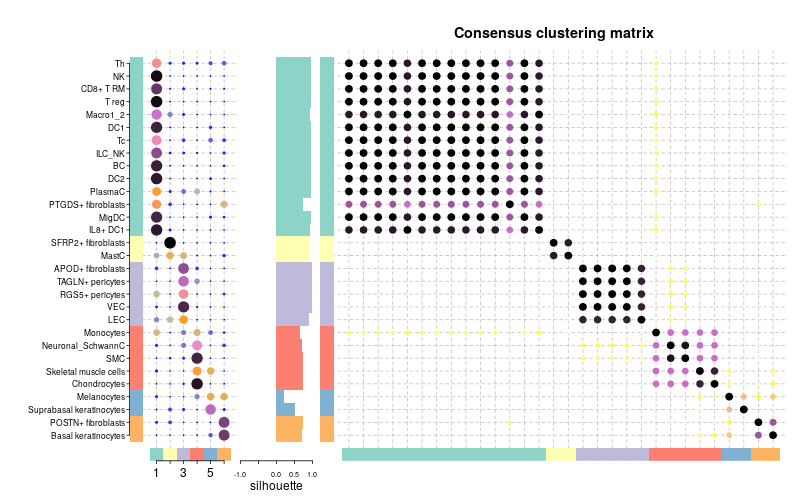 Consensus clustering matrix
Th
NK
CD8+ T RM
T reg
Macro1_2
DC1
Tc
ILC_NK
BC
DC2
PlasmaC
PTGDS+ fibroblasts
MigDC
IL8+ DC1
SFRP2+ fibroblasts
MastC
APOD+ fibroblasts
TAGLN+ pericytes
RGS5+ pericytes
VEC
LEC
Monocytes
Neuronal_SchwannC
SMC
Skeletal muscle cells
Chondrocytes
Melanocytes
Suprabasal keratinocytes
POSTN+ fibroblasts
Basal keratinocytes
1 3 5
-1.0 0.0 0.5 1.0
silhouette